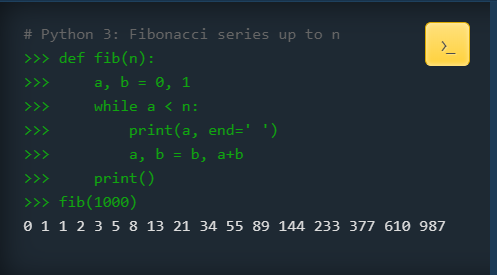 # Python 3: Fibonacci series up to n
>>> def fib(n):
>>>     a, b = 0, 1
>>>     while a < n:
>>>         print(a, end=' ')
>>>         a, b = b, a+b
>>>     print()
>>> fib(1000)
0 1 1 2 3 5 8 13 21 34 55 89 144 233 377 610 987